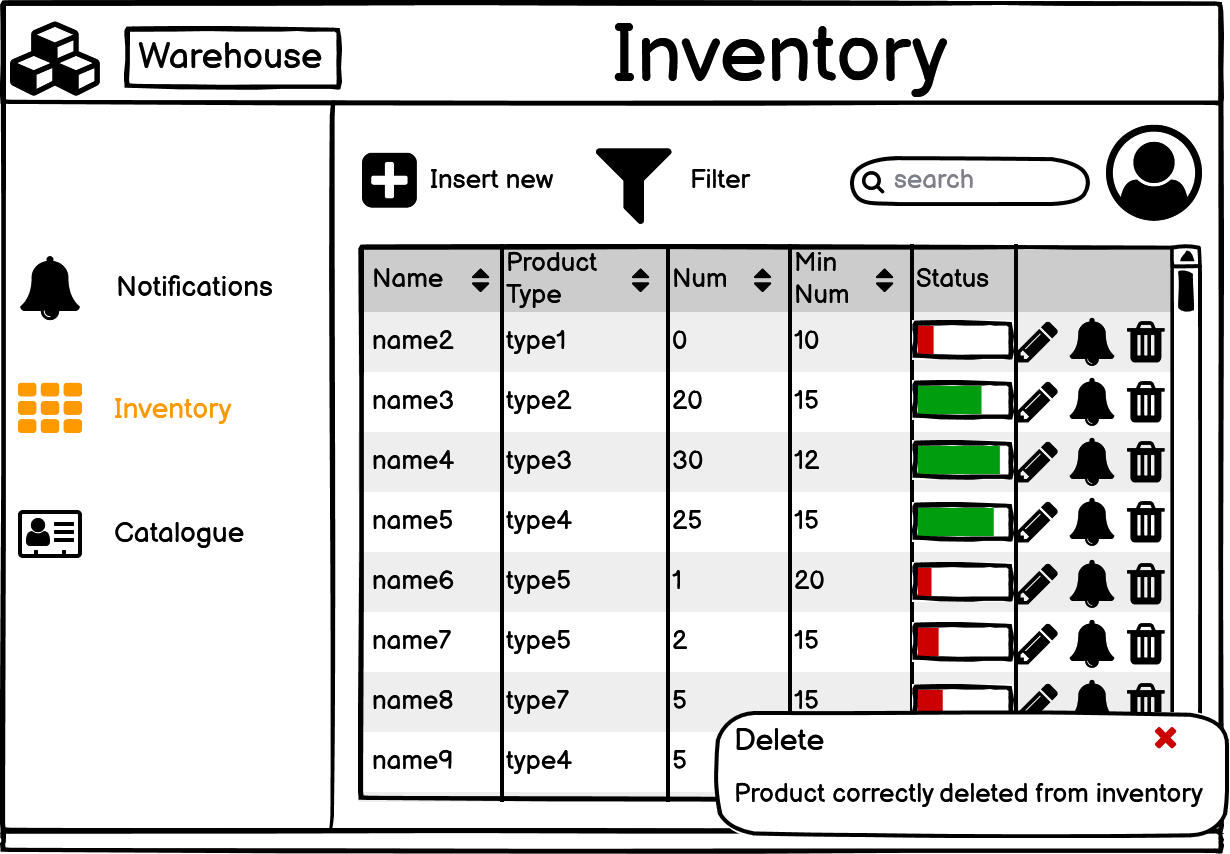 Warehouse
Inventory
Insert new
Filter
search
Notifications
Inventory
Catalogue
Name Product Type Num Min Num Status
name2 type1 0 10
name3 type2 20 15
name4 type3 30 12
name5 type4 25 15
name6 type5 1 20
name7 type5 2 15
name8 type7 5 15
name9 type4 5
Delete
Product correctly deleted from inventory